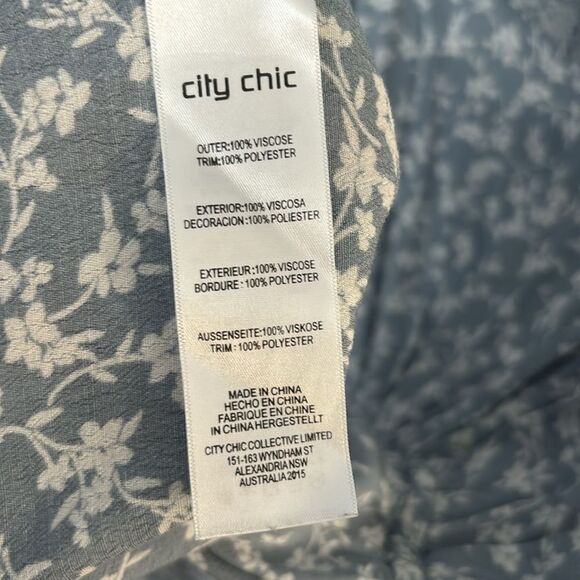 city chic
OUTER:100% VISCOSE
TRIM:100% POLYESTER
EXTERIOR:100% VISCOSA
DECORACION:100% POLIESTER
EXTERIEUR:100% VISCOSE
BORDURE : 100% POLYESTER
AUSSENSEITE:100% VISKOSE
TRIM : 100% POLYESTER
MADE IN CHINA
HECHO EN CHINA
FABRIQUE EN CHINE
IN CHINA HERGESTELLT
CITY CHIC COLLECTIVE LIMITED
151-163 WYNDHAM ST
ALEXANDRIA NSW
AUSTRALIA 2015